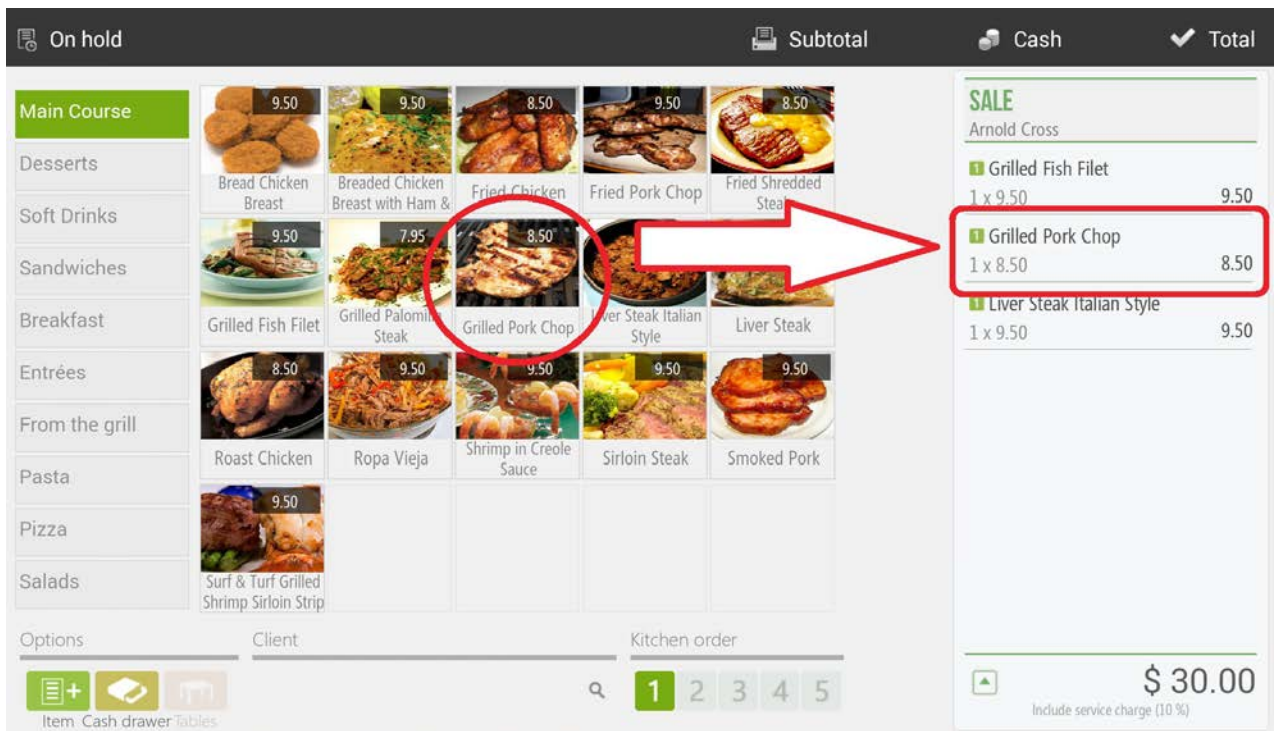 On hold
Subtotal
Cash
Total
Main Course
Desserts
Soft Drinks
Sandwiches
Breakfast
Entrées
From the grill
Pasta
Pizza
Salads
9.50
Bread Chicken
Breast
9.50
Breaded Chicken
Breast with Ham &
8.50
Fried Chicken
9.50
Fried Pork Chop
8.50
Fried Shredded
Steak
9.50
Grilled Fish Filet
7.95
Grilled Palomilla
Steak
8.50
Grilled Pork Chop
Liver Steak Italian
Style
Liver Steak
8.50
Roast Chicken
9.50
Ropa Vieja
9.50
Shrimp in Creole
Sauce
9.50
Sirloin Steak
9.50
Smoked Pork
9.50
Surf & Turf Grilled
Shrimp Sirloin Strip
SALE
Arnold Cross
1 Grilled Fish Filet
1 x 9.50 9.50
1 Grilled Pork Chop
1 x 8.50 8.50
1 Liver Steak Italian Style
1 x 9.50 9.50
$ 30.00
Include service charge (10 %)
Options
Client
Kitchen order
Item Cash drawer Tables
1 2 3 4 5